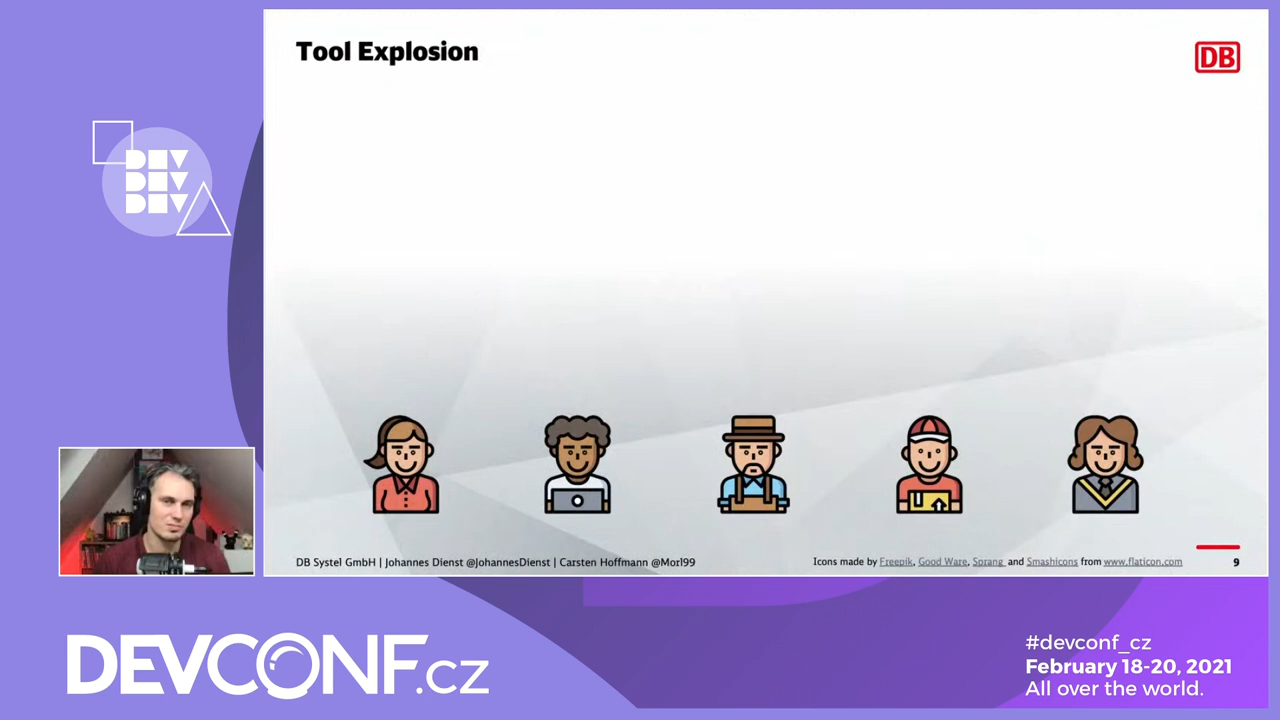 Tool Explosion
DB
DEV
DEV
DEV
DB Systel GmbH | Johannes Dienst @JohannesDienst | Carsten Hoffmann @Mor199
Icons made by Freepik, Good Ware, Sprang and Smashicons from www.flaticon.com
9
DEVCONF.cz
#devconf_cz
February 18-20, 2021
All over the world.